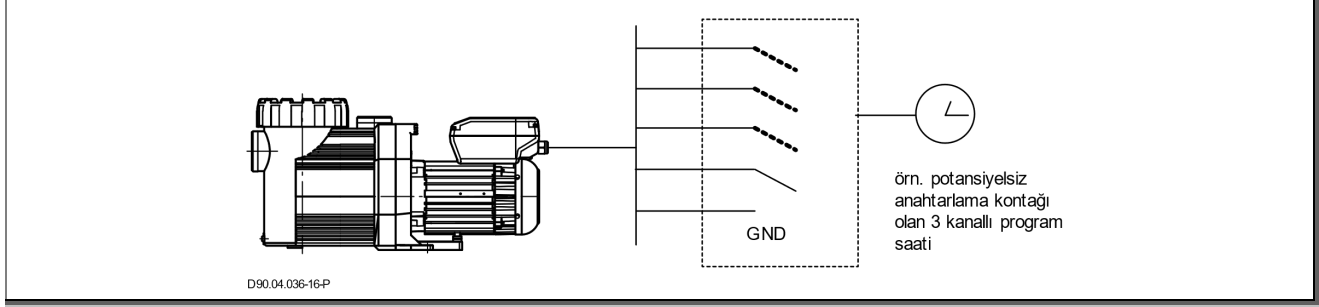 örn. potansiyelsiz
anahtarlama kontağı
olan 3 kanallı program
saati
GND
D90.04.036-16-P